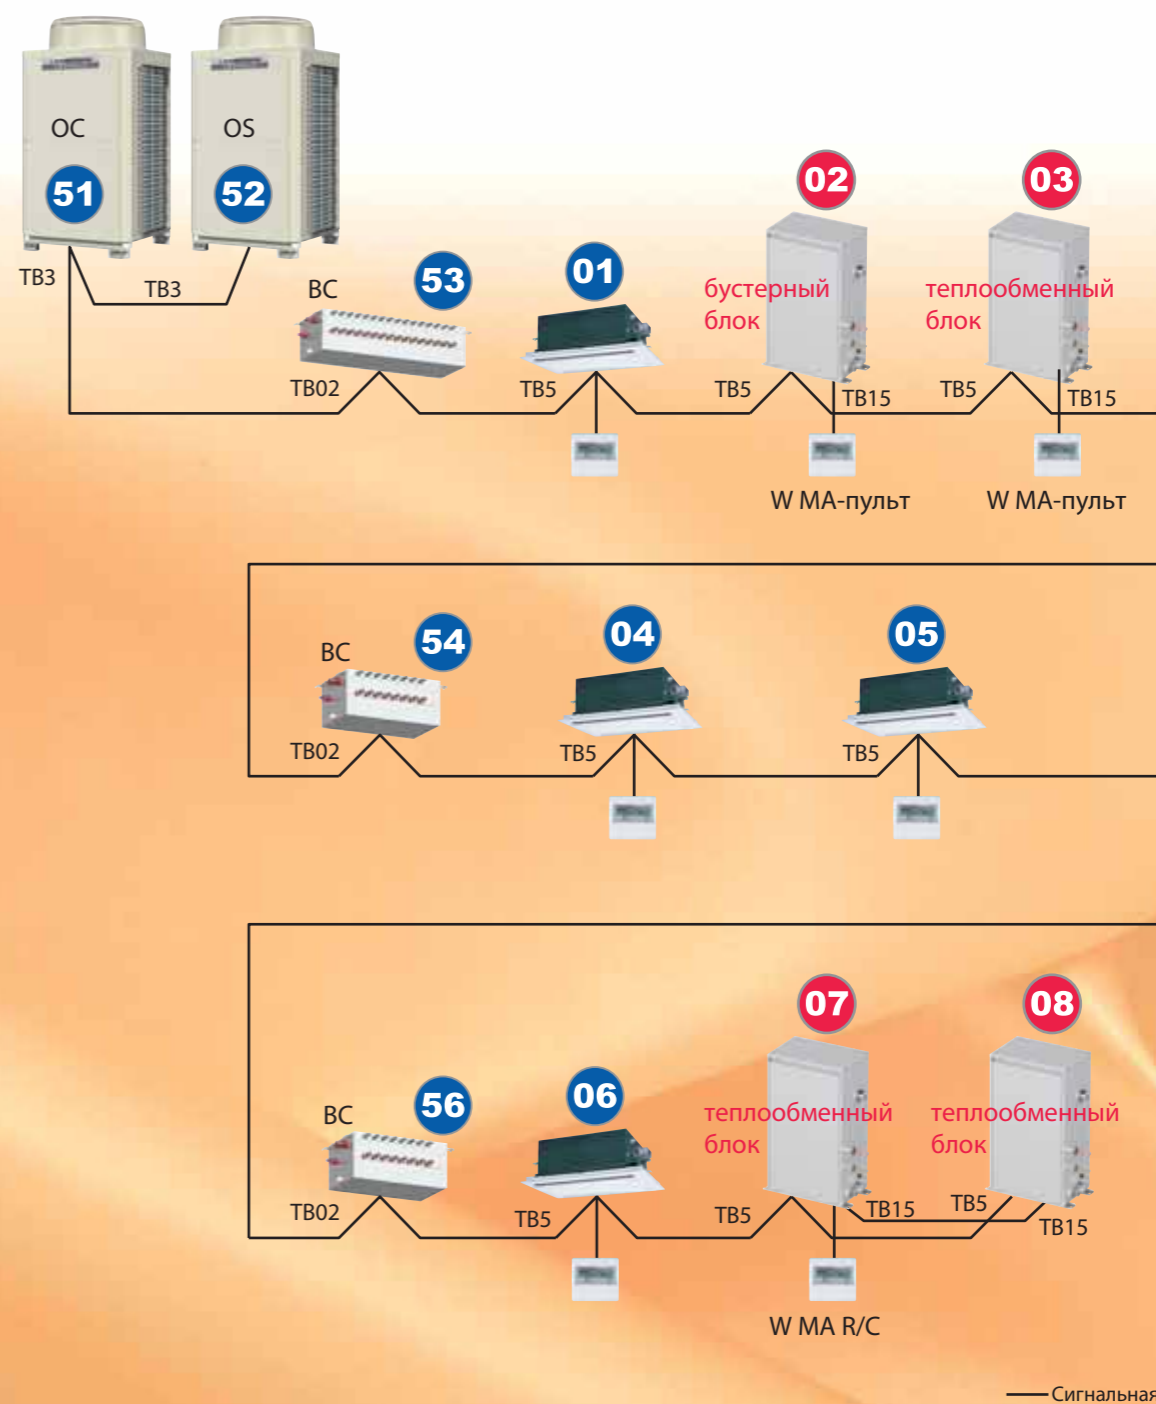 OC
OS
51
52
02
03
TB3
TB3
53
01
BC
бустерный
блок
теплообменный
блок
TB02
TB5
TB5
TB15
TB5
TB15
W MA-пульт
W MA-пульт
54
04
05
BC
TB02
TB5
TB5
07
08
56
06
BC
теплообменный
блок
теплообменный
блок
TB02
TB5
TB5
TB15
TB5
TB15
W MA R/C
Сигнальная